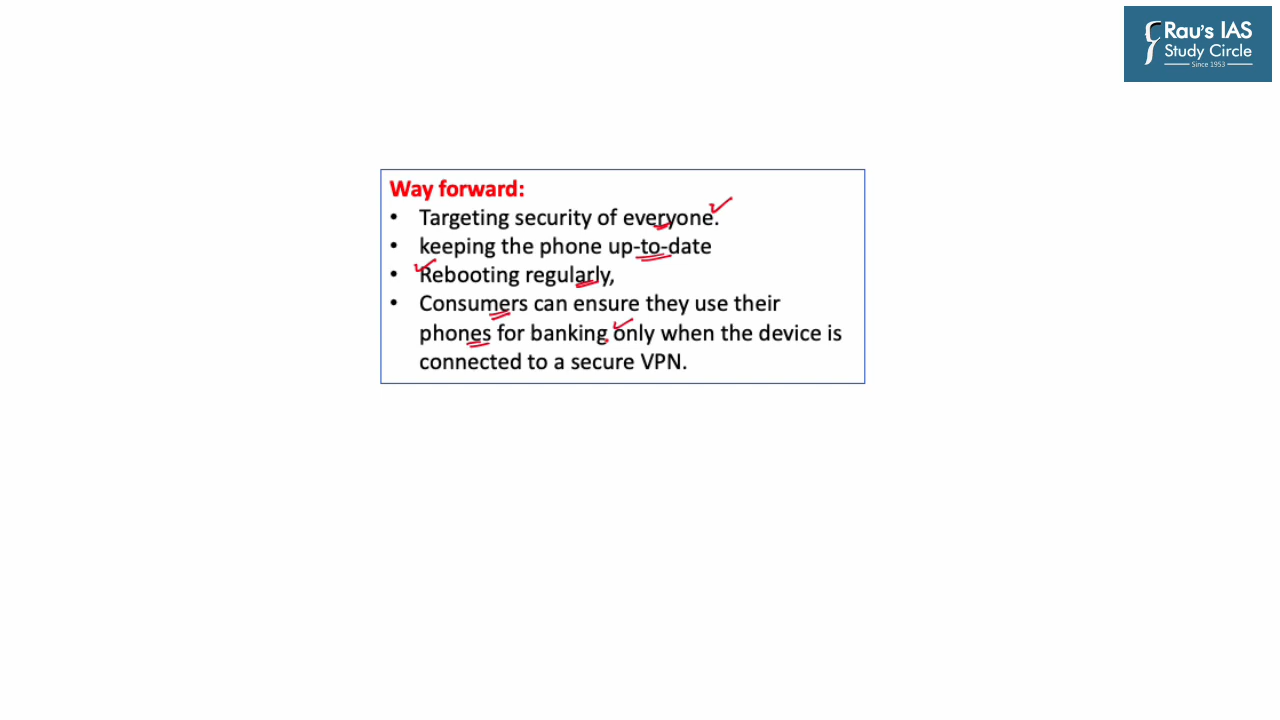 Rau's IAS
Study Circle
Since 1953
Way forward:
• Targeting security of everyone.
• keeping the phone up-to-date
• Rebooting regularly,
• Consumers can ensure they use their
phones for banking only when the device is
connected to a secure VPN.